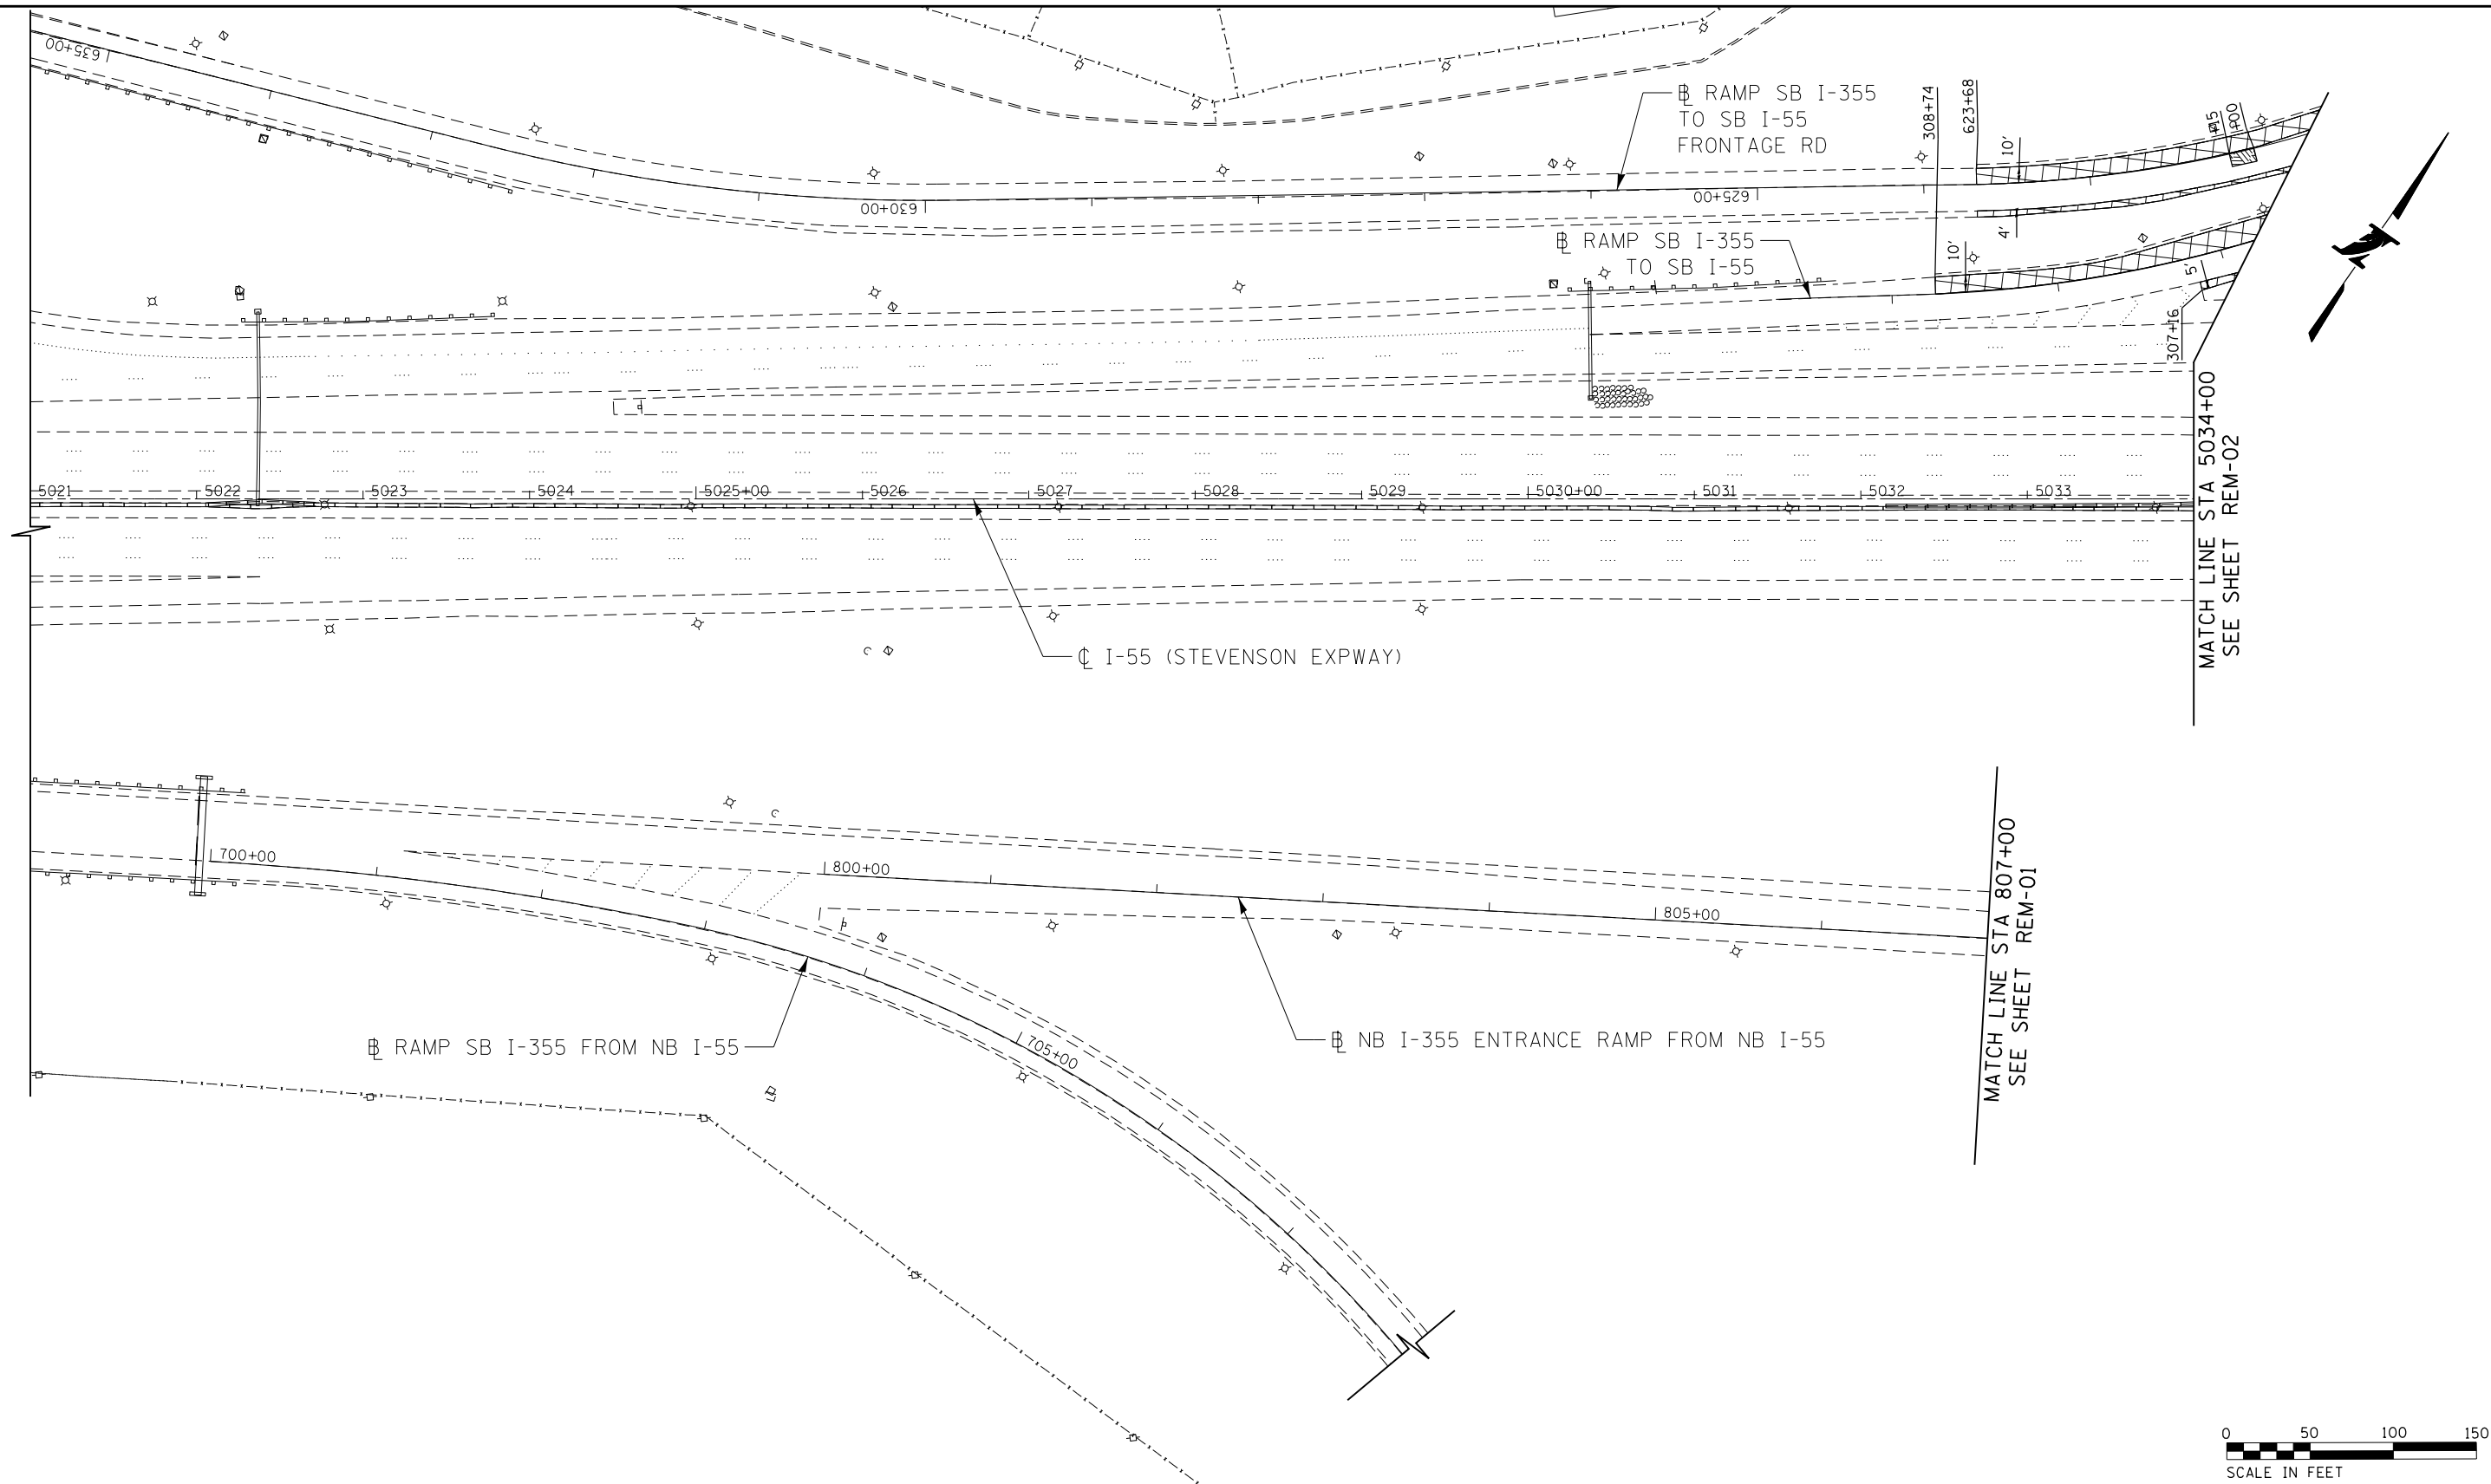 635+00
℄ RAMP SB I-355
TO SB I-55
FRONTAGE RD
308+74
623+68
10'
+15
+00
630+00
625+00
4'
℄ RAMP SB I-355
TO SB I-55
10'
5'
307+16
5021 5022 5023 5024 5025+00 5026 5027 5028 5029 5030+00 5031 5032 5033
MATCH LINE STA 5034+00
SEE SHEET REM-02
℄ I-55 (STEVENSON EXPWAY)
700+00
800+00
805+00
MATCH LINE STA 807+00
SEE SHEET REM-01
℄ RAMP SB I-355 FROM NB I-55
705+00
℄ NB I-355 ENTRANCE RAMP FROM NB I-55
0 50 100 150
SCALE IN FEET